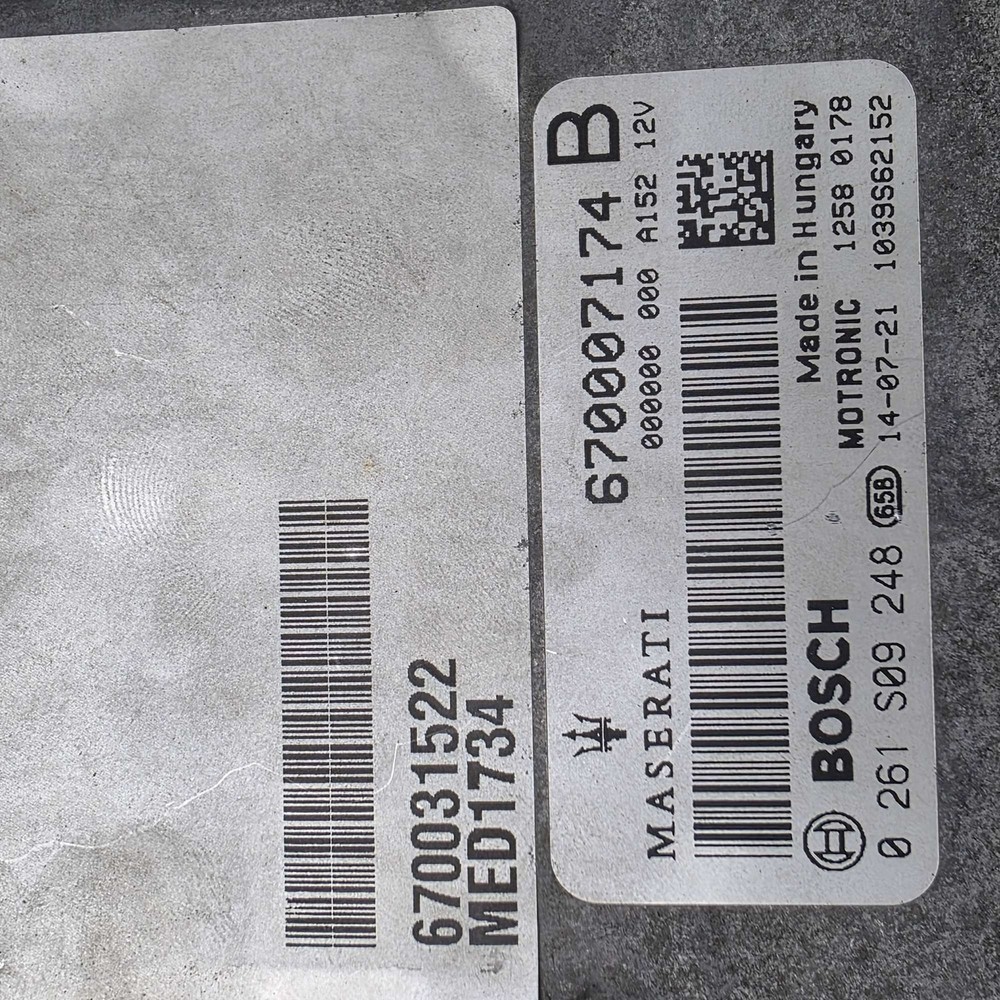 6700031522
MED1734
670007174 B
000000 000 A152 12V
MASERATI
Made in Hungary
BOSCH
MOTRONIC 1258 0178
0 261 S09 248 65B 14-07-21 1039S62152